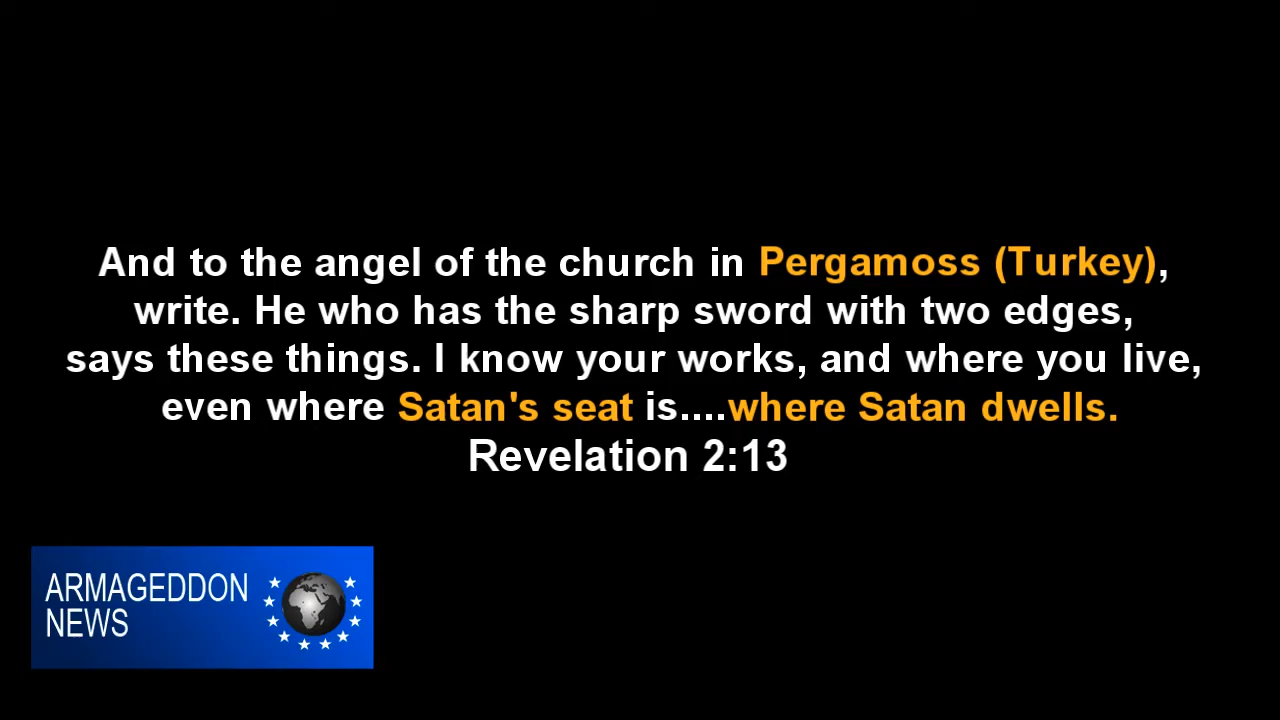 And to the angel of the church in Pergamoss (Turkey),
write. He who has the sharp sword with two edges,
says these things. I know your works, and where you live,
even where Satan's seat is....where Satan dwells.
Revelation 2:13
ARMAGEDDON
NEWS